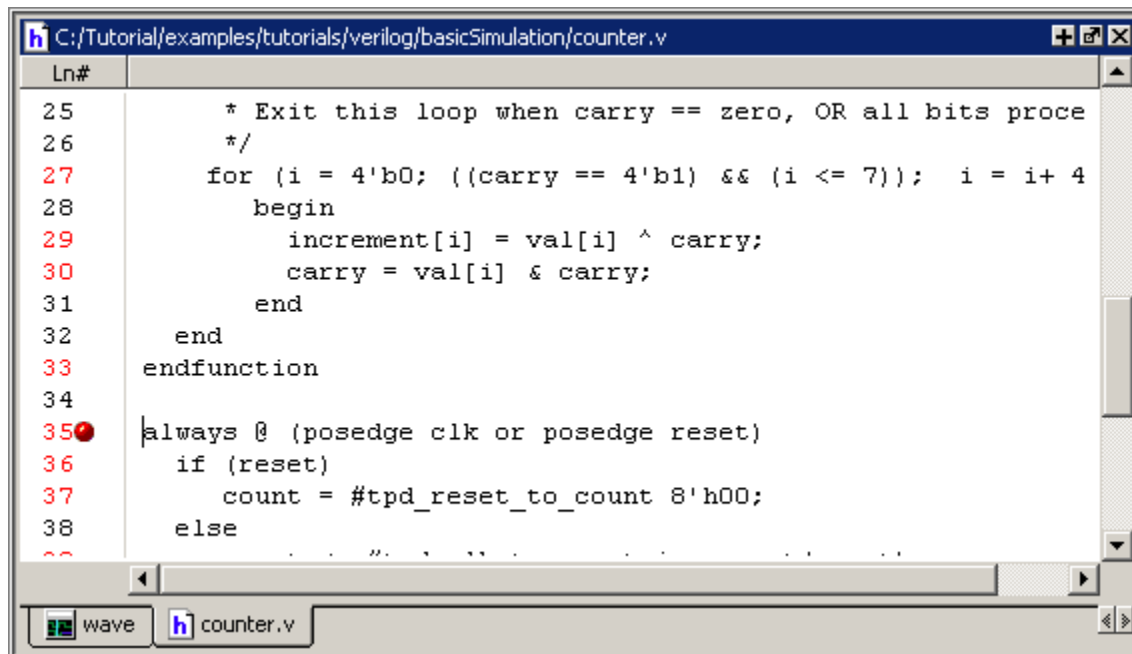 h C:/Tutorial/examples/tutorials/verilog/basicSimulation/counter.v
Ln#
25 * Exit this loop when carry == zero, OR all bits proce
26 */
27 for (i = 4'b0; ((carry == 4'b1) && (i <= 7)); i = i+ 4
28 begin
29 increment[i] = val[i] ^ carry;
30 carry = val[i] & carry;
31 end
32 end
33 endfunction
34
35 always @ (posedge clk or posedge reset)
36 if (reset)
37 count = #tpd_reset_to_count 8'h00;
38 else
wave h counter.v